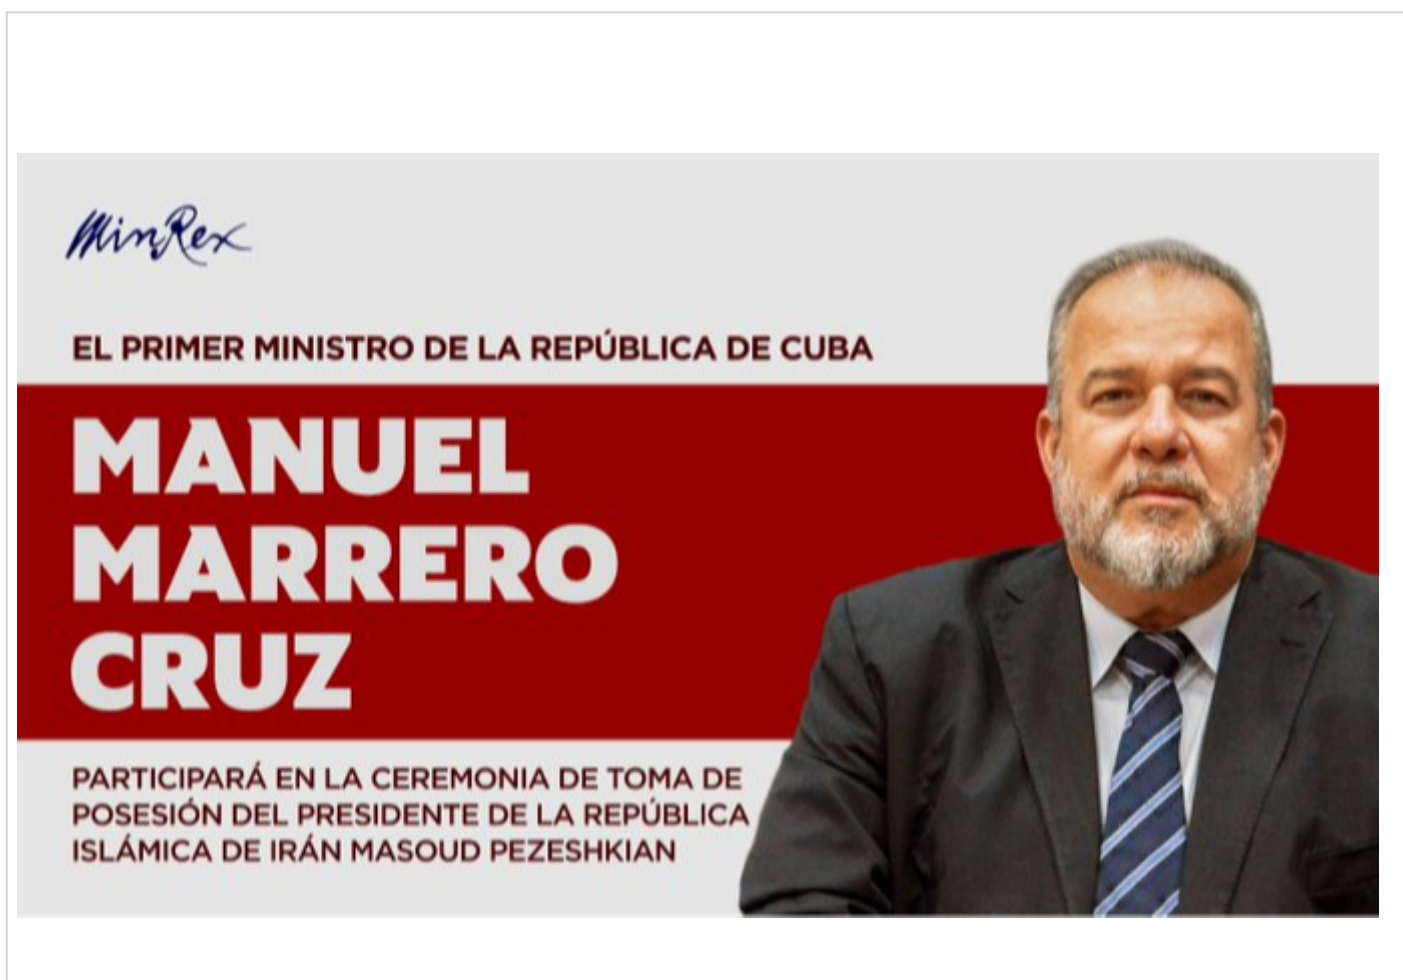 MinRex
EL PRIMER MINISTRO DE LA REPÚBLICA DE CUBA
MANUEL
MARRERO
CRUZ
PARTICIPARÁ EN LA CEREMONIA DE TOMA DE
POSESIÓN DEL PRESIDENTE DE LA REPÚBLICA
ISLÁMICA DE IRÁN MASOUD PEZESHKIAN